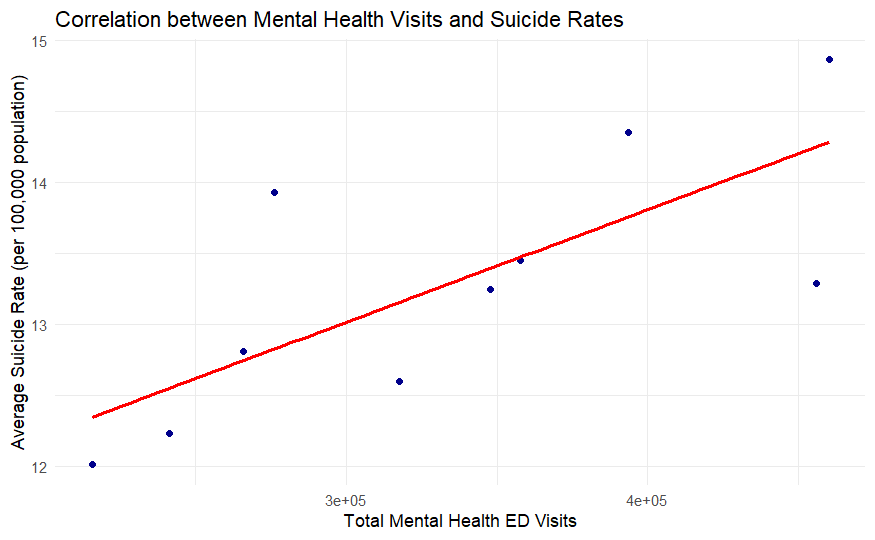 Correlation between Mental Health Visits and Suicide Rates
Average Suicide Rate (per 100,000 population)
15
14
13
12
3e+05 4e+05
Total Mental Health ED Visits